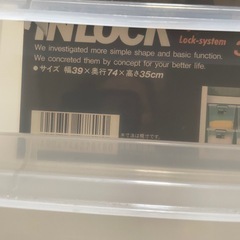 INLOCK
Lock-system
We investigated more simple shape and basic function.
We concreted them by concept for your better life.
●サイズ 幅39×奥行74×高さ35cm